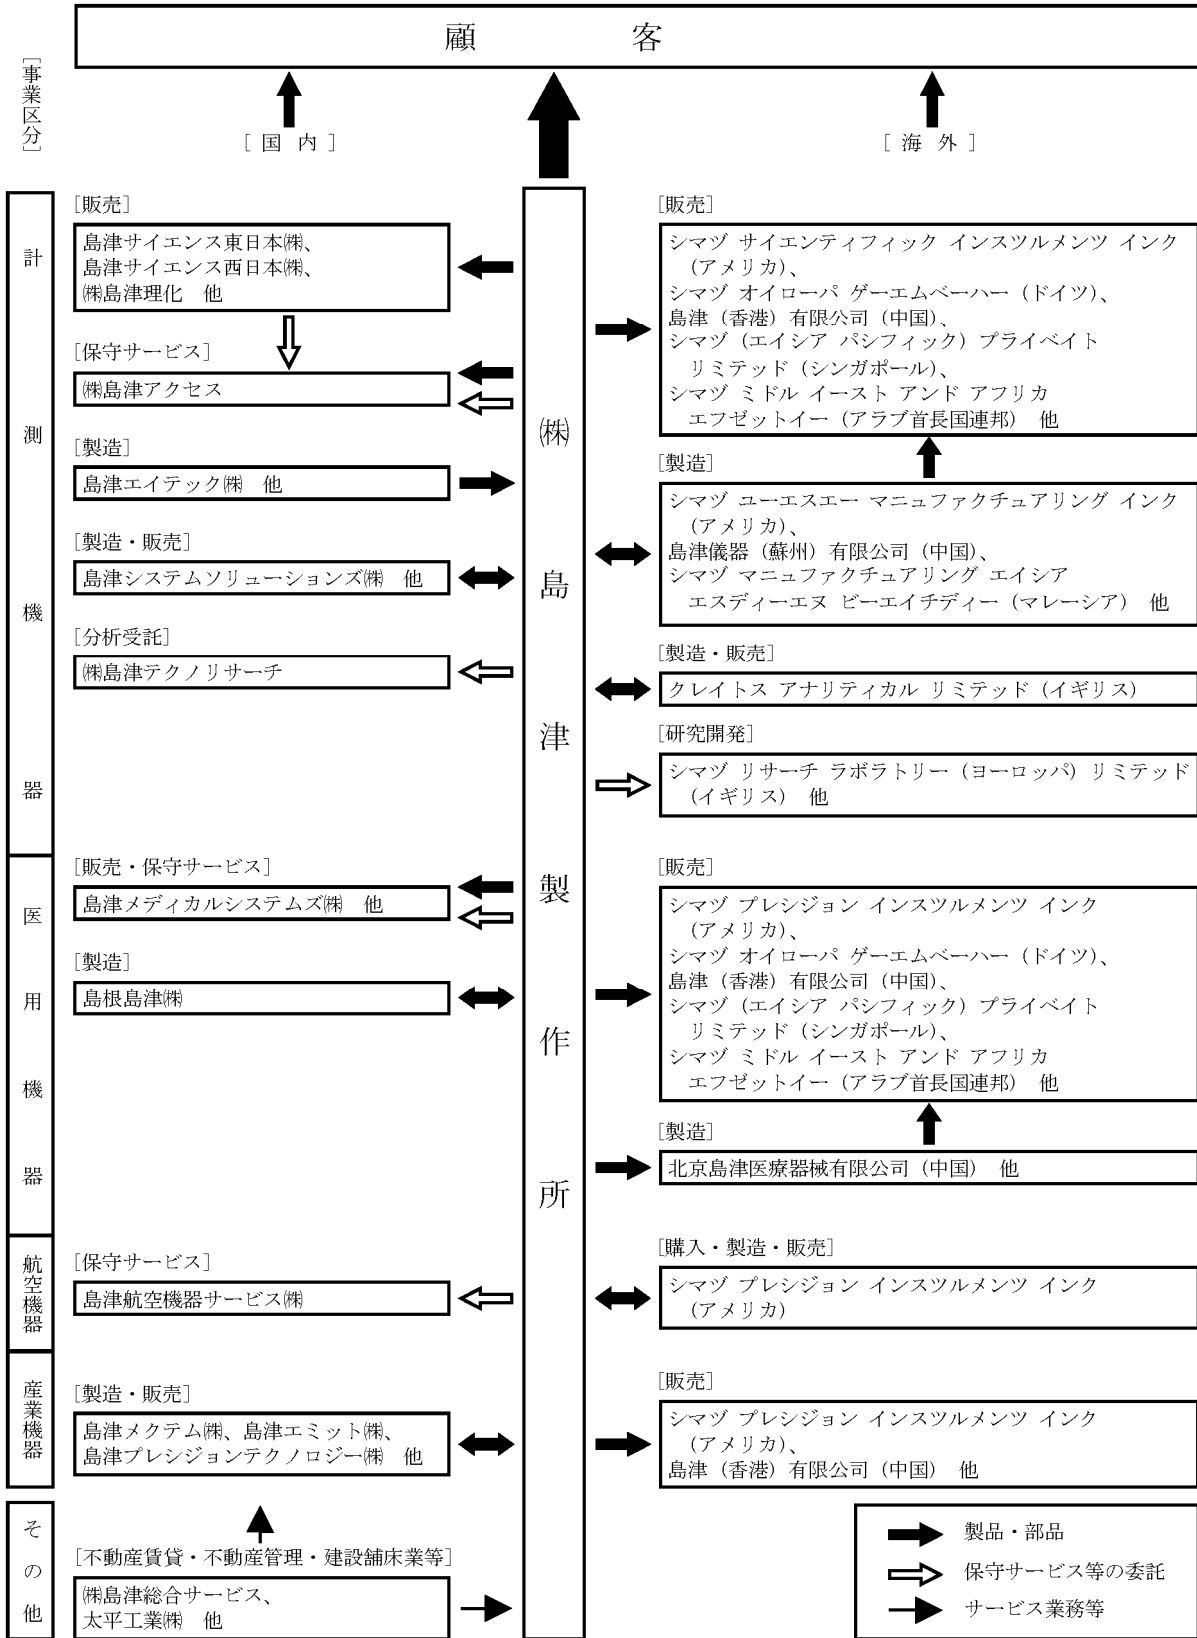 顧客
[事業区分]
[国内]
[海外]
計測機器
[販売]
島津サイエンス東日本㈱、
島津サイエンス西日本㈱、
㈱島津理化 他
[保守サービス]
㈱島津アクセス
[製造]
島津エイテック㈱ 他
[製造・販売]
島津システムソリューションズ㈱ 他
[分析受託]
㈱島津テクノリサーチ
医用機器
[販売・保守サービス]
島津メディカルシステムズ㈱ 他
[製造]
島根島津㈱
航空機器
[保守サービス]
島津航空機器サービス㈱
産業機器
[製造・販売]
島津メクテム㈱、島津エミット㈱、
島津プレシジョンテクノロジー㈱ 他
その他
[不動産賃貸・不動産管理・建設舗床業等]
㈱島津総合サービス、
太平工業㈱ 他
㈱島津製作所
[販売]
シマヅ サイエンティフィック インスツルメンツ インク
(アメリカ)、
シマヅ オイローパ ゲーエムベーハー (ドイツ)、
島津 (香港) 有限公司 (中国)、
シマヅ (エイシア パシフィック) プライベイト
リミテッド (シンガポール)、
シマヅ ミドル イースト アンド アフリカ
エフゼットイー (アラブ首長国連邦) 他
[製造]
シマヅ ユーエスエー マニュファクチュアリング インク
(アメリカ)、
島津儀器 (蘇州) 有限公司 (中国)、
シマヅ マニュファクチュアリング エイシア
エスディーエヌ ビーエイチディー (マレーシア) 他
[製造・販売]
クレイトス アナリティカル リミテッド (イギリス)
[研究開発]
シマヅ リサーチ ラボラトリー (ヨーロッパ) リミテッド
(イギリス) 他
[販売]
シマヅ プレシジョン インスツルメンツ インク
(アメリカ)、
シマヅ オイローパ ゲーエムベーハー (ドイツ)、
島津 (香港) 有限公司 (中国)、
シマヅ (エイシア パシフィック) プライベイト
リミテッド (シンガポール)、
シマヅ ミドル イースト アンド アフリカ
エフゼットイー (アラブ首長国連邦) 他
[製造]
北京島津医療器械有限公司 (中国) 他
[購入・製造・販売]
シマヅ プレシジョン インスツルメンツ インク
(アメリカ)
[販売]
シマヅ プレシジョン インスツルメンツ インク
(アメリカ)、
島津 (香港) 有限公司 (中国) 他
製品・部品
保守サービス等の委託
サービス業務等